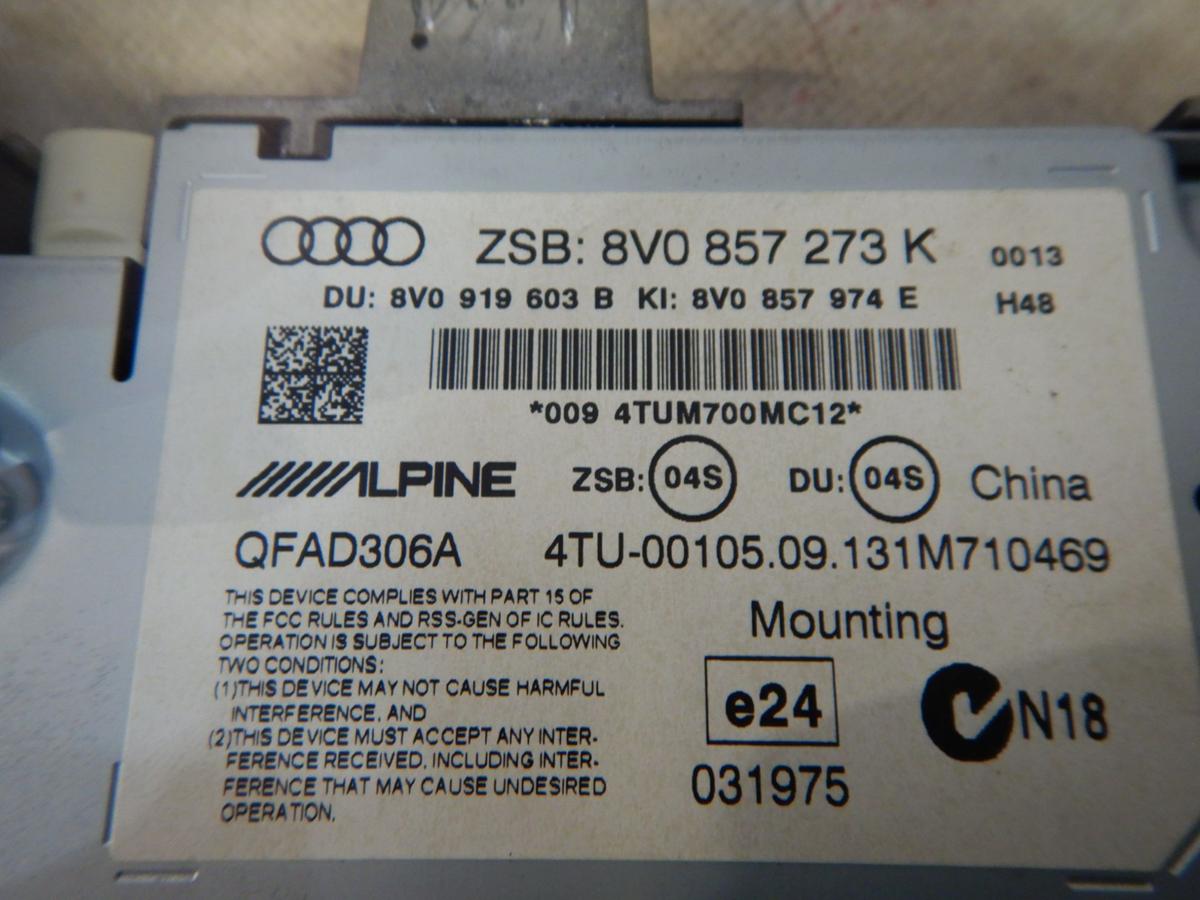 ZSB: 8V0 857 273 K 0013
DU: 8V0 919 603 B KI: 8V0 857 974 E H48
*009 4TUM700MC12*
ALPINE ZSB: 04S DU: 04S China
QFAD306A 4TU-00105.09.131M710469
THIS DEVICE COMPLIES WITH PART 15 OF
THE FCC RULES AND RSS-GEN OF IC RULES.
OPERATION IS SUBJECT TO THE FOLLOWING
TWO CONDITIONS:
(1)THIS DEVICE MAY NOT CAUSE HARMFUL
INTERFERENCE, AND
(2)THIS DEVICE MUST ACCEPT ANY INTER-
FERENCE RECEIVED, INCLUDING INTER-
FERENCE THAT MAY CAUSE UNDESIRED
OPERATION.
Mounting
e24
031975
N18